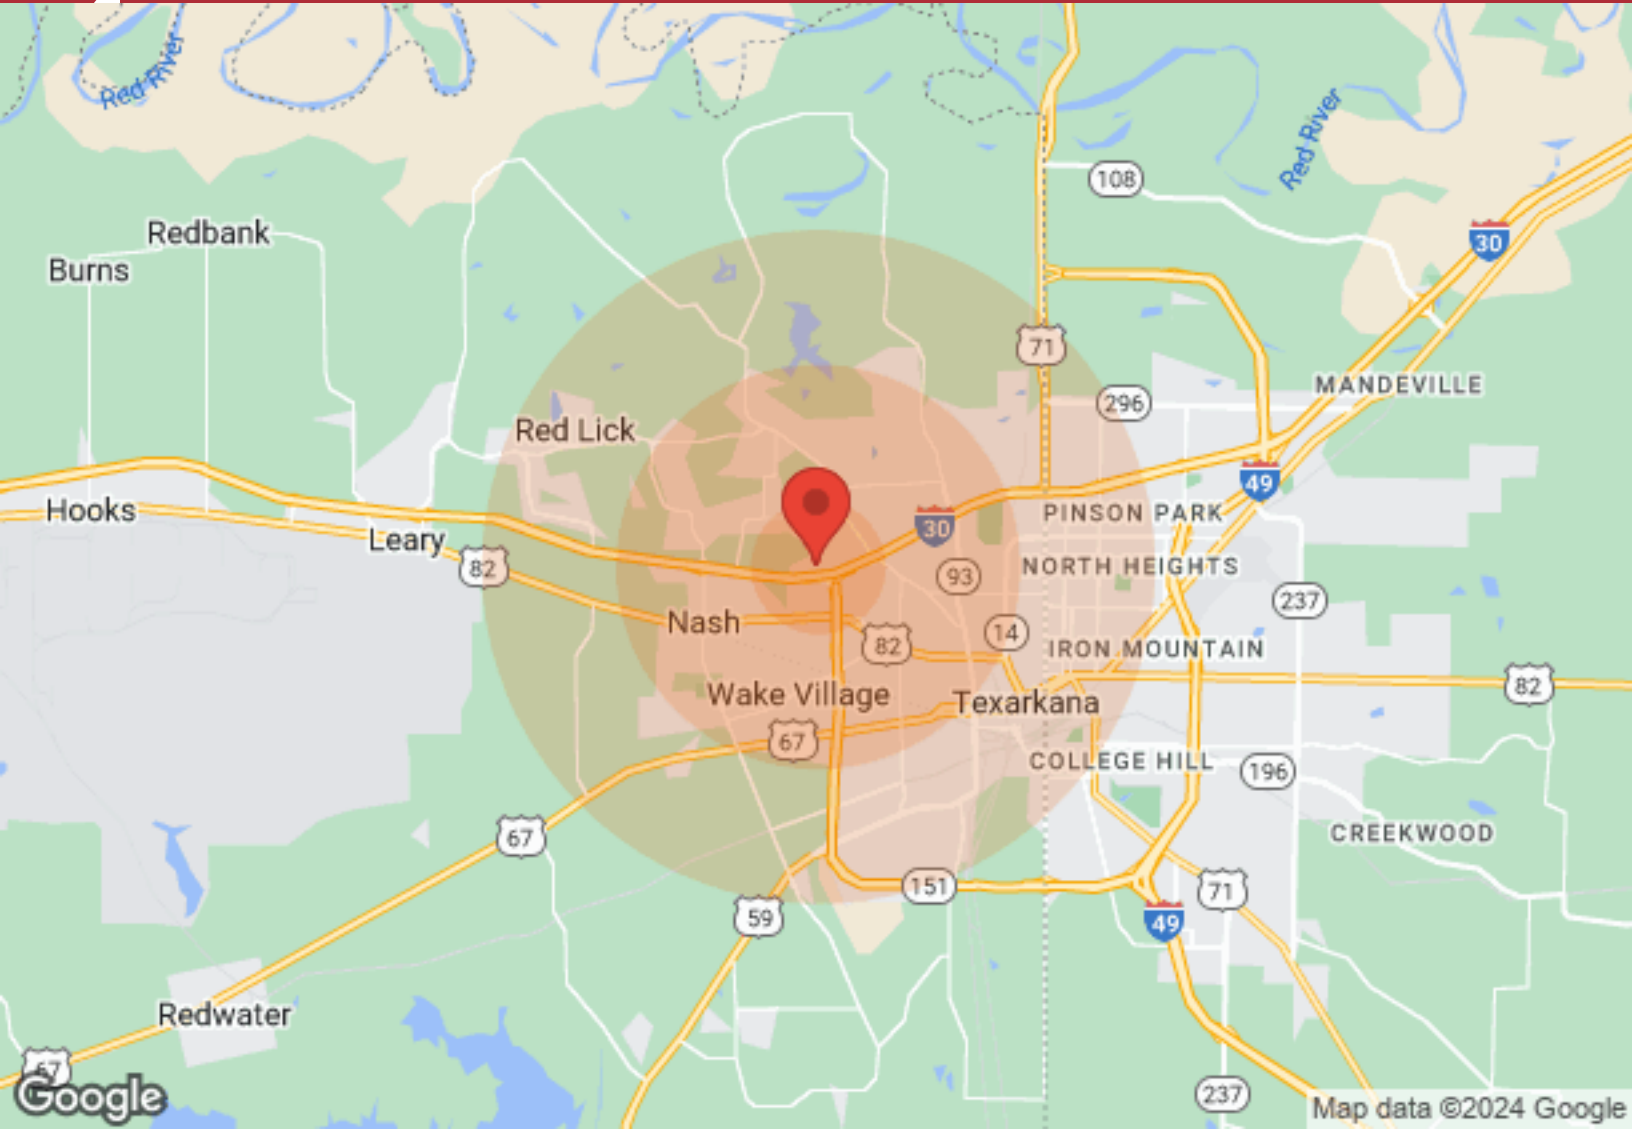 Red River
Red River
108
Redbank
30
Burns
71
MANDEVILLE
296
Red Lick
49
Hooks
PINSON PARK
30
Leary
82
NORTH HEIGHTS
93
237
Nash
14
82
IRON MOUNTAIN
82
Wake Village
Texarkana
67
COLLEGE HILL
196
67
CREEKWOOD
151
71
59
49
Redwater
67
Google
237
Map data ©2024 Google